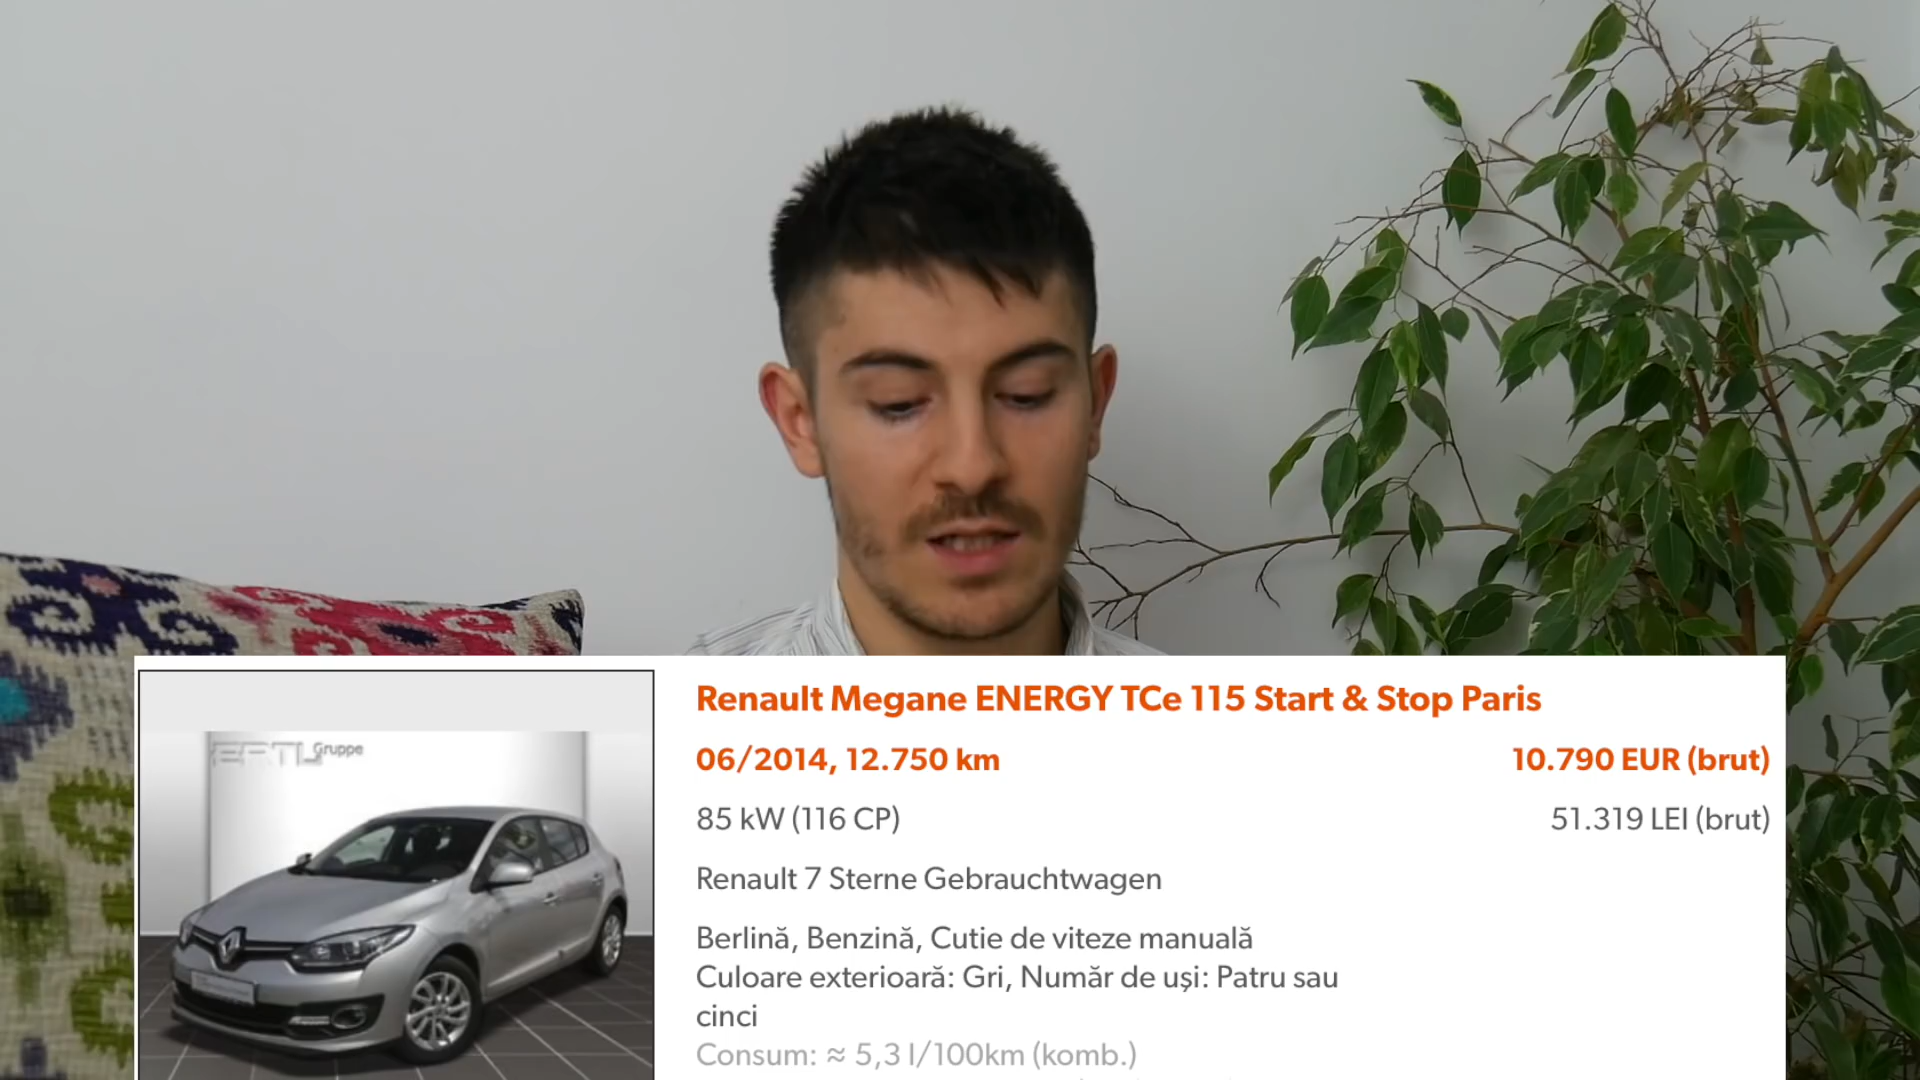 ERTL Gruppe
Renault Megane ENERGY TCe 115 Start & Stop Paris
06/2014, 12.750 km
10.790 EUR (brut)
85 kW (116 CP)
51.319 LEI (brut)
Renault 7 Sterne Gebrauchtwagen
Berlină, Benzină, Cutie de viteze manuală
Culoare exterioară: Gri, Număr de uși: Patru sau
cinci
Consum: ≈ 5,3 l/100km (komb.)